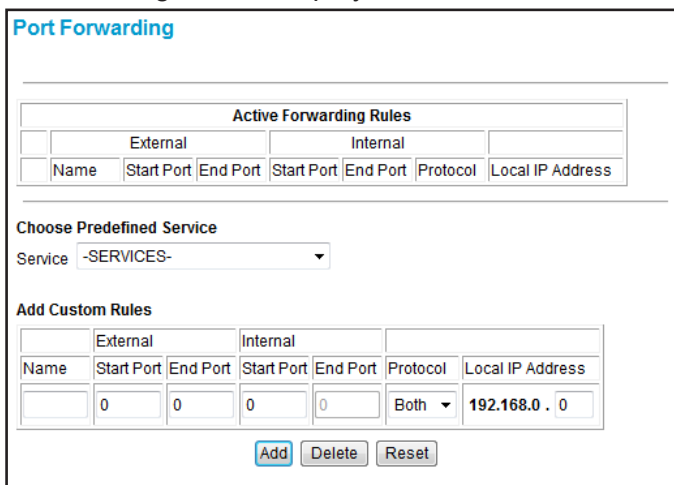 Port Forwarding
Active Forwarding Rules
External Internal
Name Start Port End Port Start Port End Port Protocol Local IP Address
Choose Predefined Service
Service -SERVICES-
Add Custom Rules
External Internal
Name Start Port End Port Start Port End Port Protocol Local IP Address
0 0 0 0 Both 192.168.0 . 0
Add Delete Reset